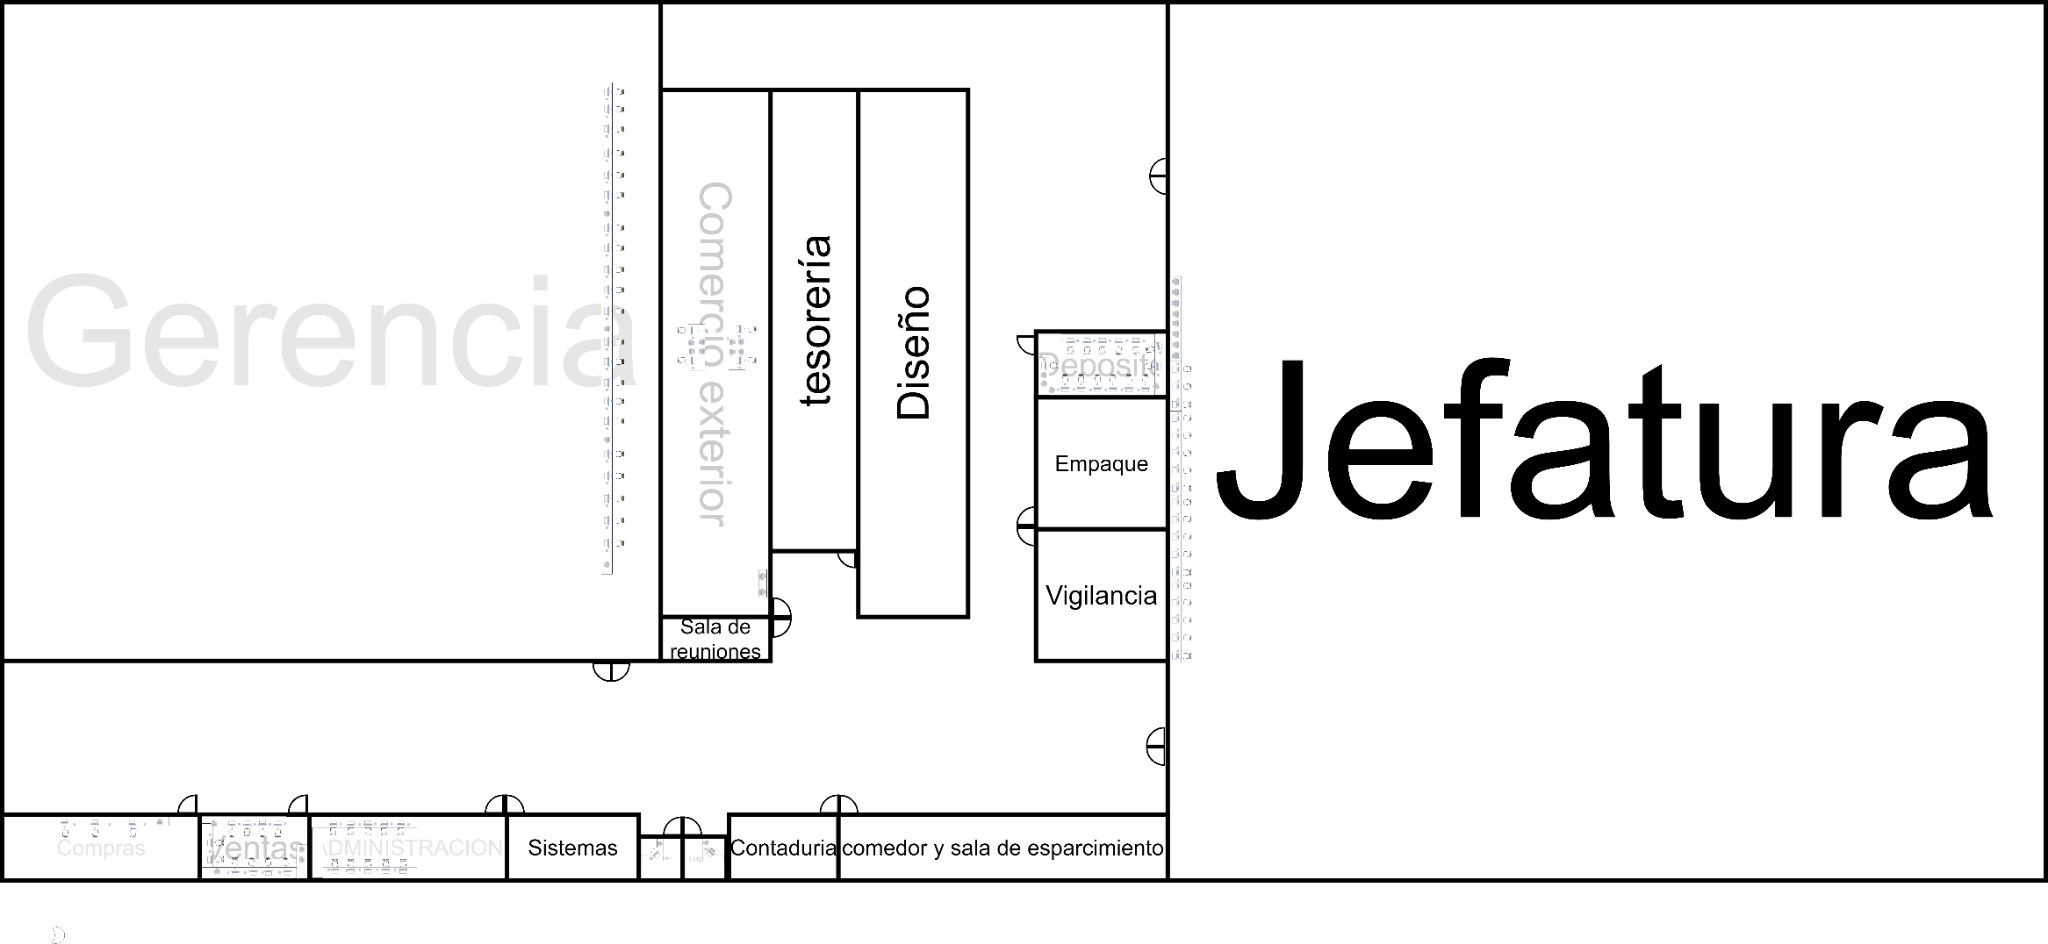 Gerencia
Comercio exterior
tesorería
Diseño
Sala de
reuniones
Deposito
Empaque
Vigilancia
Jefatura
Compras
Ventas
ADMINISTRACION
Sistemas
Contaduria
comedor y sala de esparcimiento